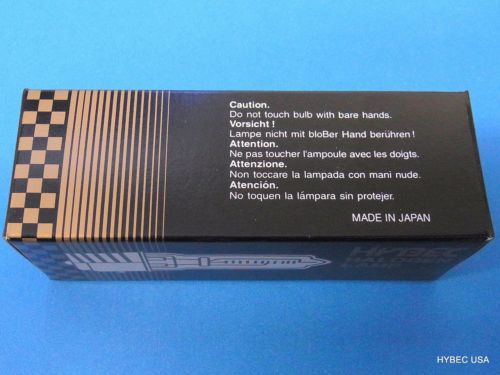 Caution.
Do not touch bulb with bare hands.
Vorsicht !
Lampe nicht mit bloBer Hand berühren !
Attention.
Ne pas toucher l'ampoule avec les doigts.
Attenzione.
Non toccare la lampada con mani nude.
Atención.
No toquen la lámpara sin protejer.
MADE IN JAPAN
HYBEC
HYBEC USA